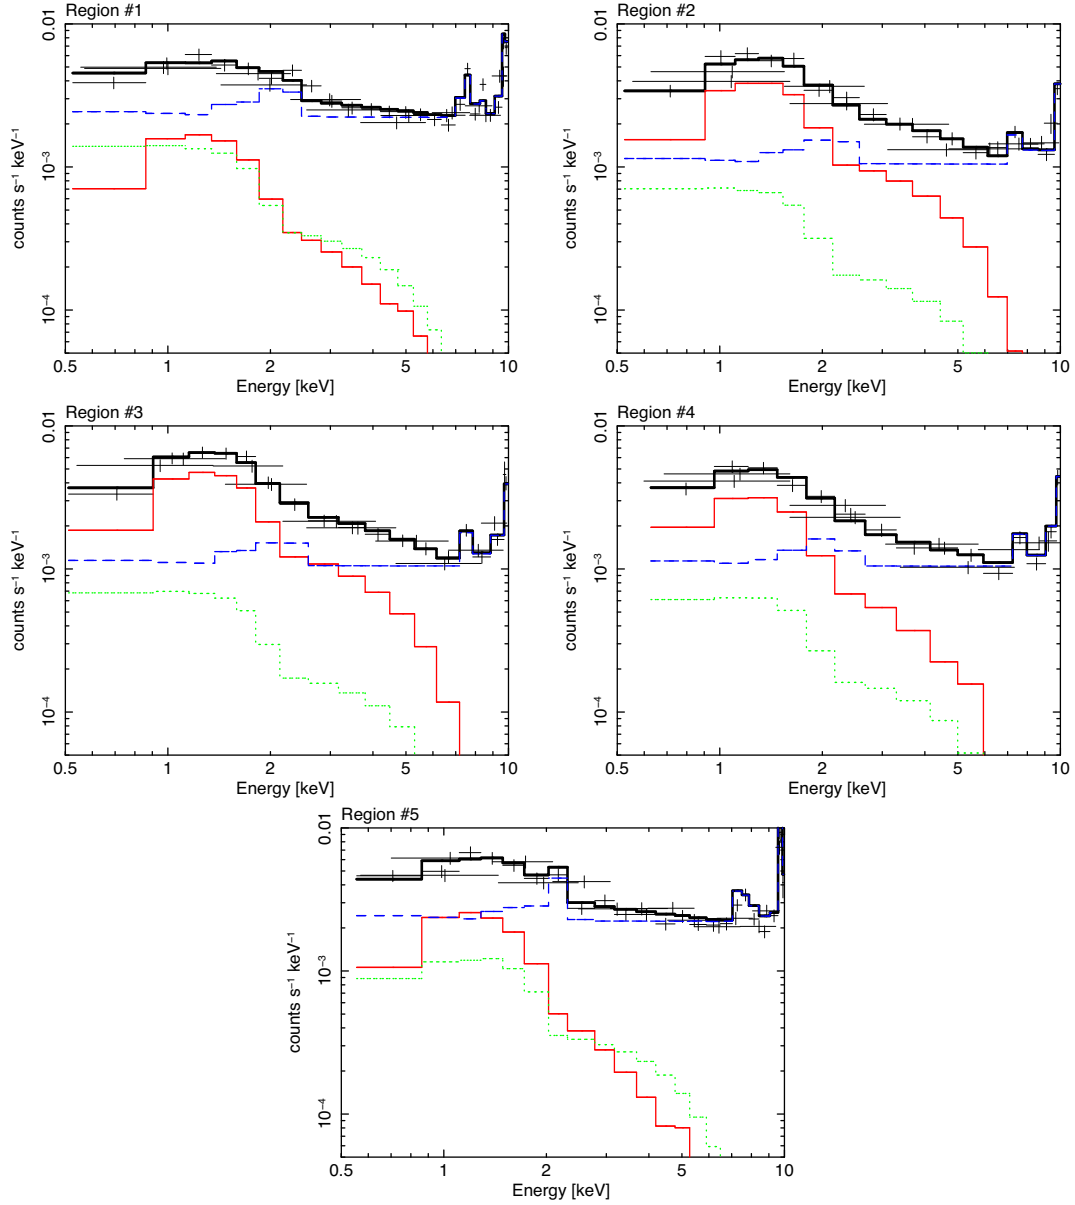 Region #1
0.01
10⁻³
10⁻⁴
counts s⁻¹ keV⁻¹
0.5 1 2 5 10
Energy [keV]
Region #2
0.01
10⁻³
10⁻⁴
counts s⁻¹ keV⁻¹
0.5 1 2 5 10
Energy [keV]
Region #3
0.01
10⁻³
10⁻⁴
counts s⁻¹ keV⁻¹
0.5 1 2 5 10
Energy [keV]
Region #4
0.01
10⁻³
10⁻⁴
counts s⁻¹ keV⁻¹
0.5 1 2 5 10
Energy [keV]
Region #5
0.01
10⁻³
10⁻⁴
counts s⁻¹ keV⁻¹
0.5 1 2 5 10
Energy [keV]